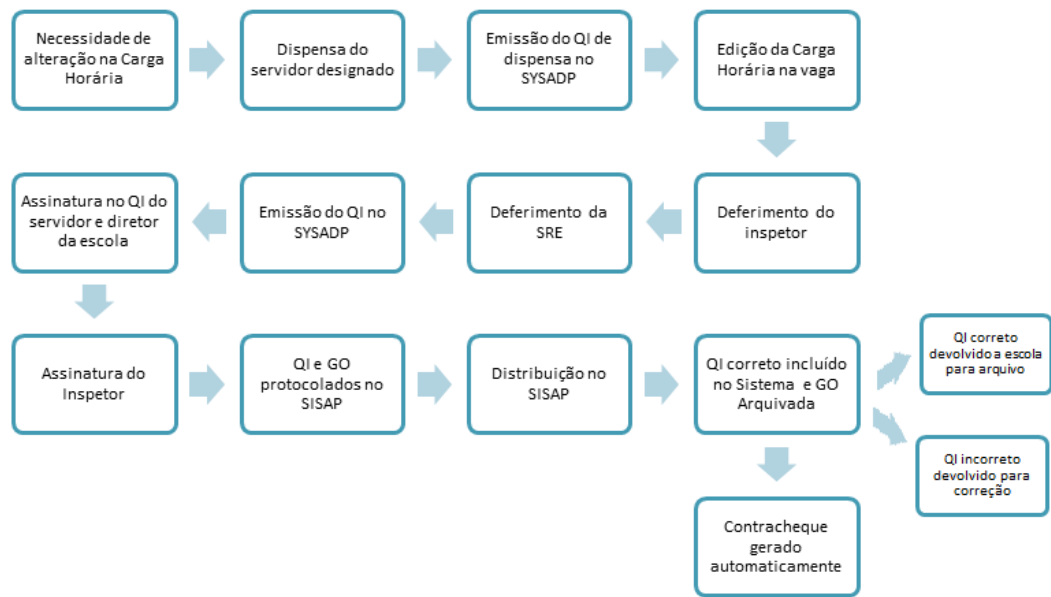 Necessidade de
alteração na Carga
Horária
Dispensa do
servidor designado
Emissão do QI de
dispensa no
SYSADP
Edição da Carga
Horária na vaga
Assinatura no QI do
servidor e diretor
da escola
Emissão do QI no
SYSADP
Deferimento da
SRE
Deferimento do
inspetor
Assinatura do
Inspetor
QI e GO
protocolados no
SISAP
Distribuição no
SISAP
QI correto incluído
no Sistema e GO
Arquivada
QI correto
devolvido a escola
para arquivo
QI incorreto
devolvido para
correção
Contracheque
gerado
automaticamente